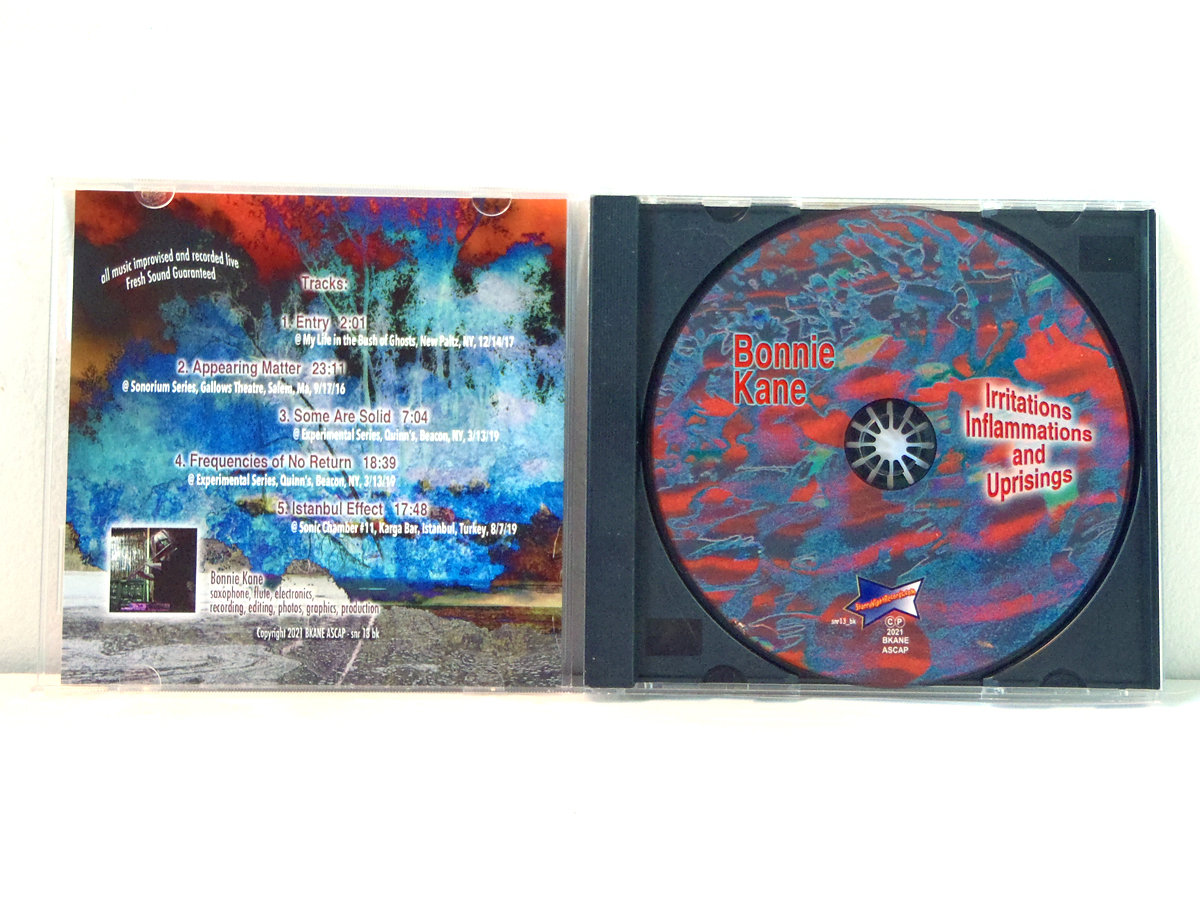 all music improvised and recorded live
Fresh Sound Guaranteed
Tracks:
1. Entry 2:01
@ My Life in the Bush of Ghosts, New Paltz, NY, 12/14/17
2. Appearing Matter 23:11
@ Sonorium Series, Gallows Theatre, Salem, Ma, 9/17/16
3. Some Are Solid 7:04
@ Experimental Series, Quinn's, Beacon, NY, 3/13/19
4. Frequencies of No Return 18:39
@ Experimental Series, Quinn's, Beacon, NY, 3/13/19
5. Istanbul Effect 17:48
@ Sonic Chamber #11, Karga Bar, Istanbul, Turkey, 8/7/19
Bonnie Kane
saxophone, flute, electronics,
recording, editing, photos, graphics, production
Copyright 2021 BKANE ASCAP - snr 13 bk
Bonnie
Kane
Irritations
Inflammations
and
Uprisings
snr13_bk
©℗
2021
BKANE
ASCAP